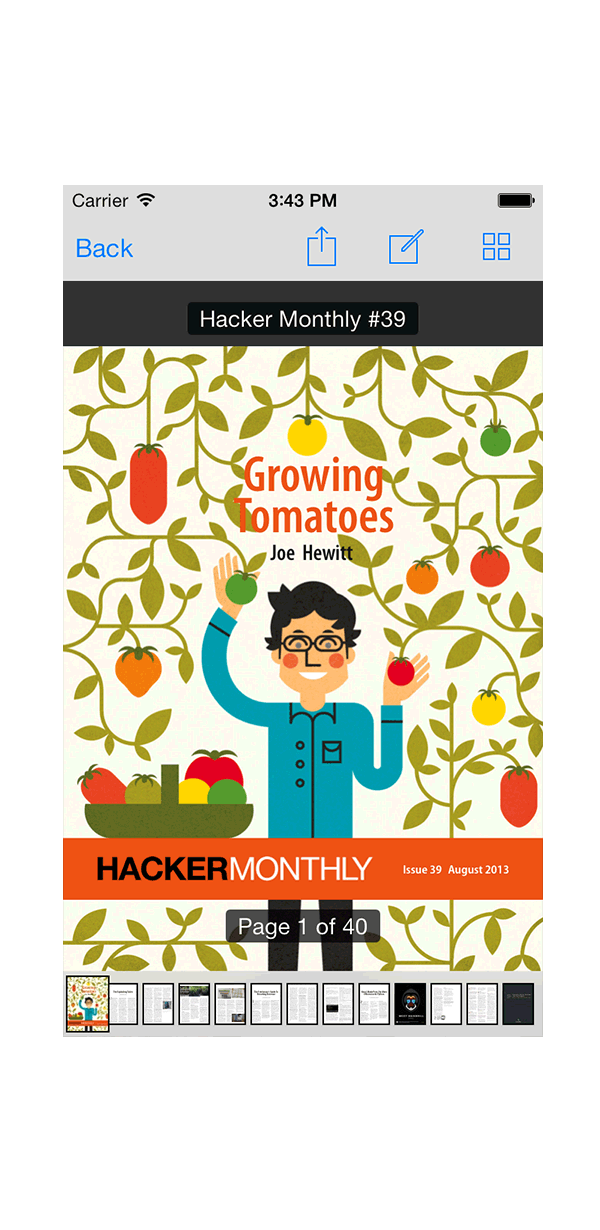 Carrier 3:43 PM
Back
Hacker Monthly #39
Growing
Tomatoes
Joe Hewitt
HACKERMONTHLY Issue 39 August 2013
Page 1 of 40